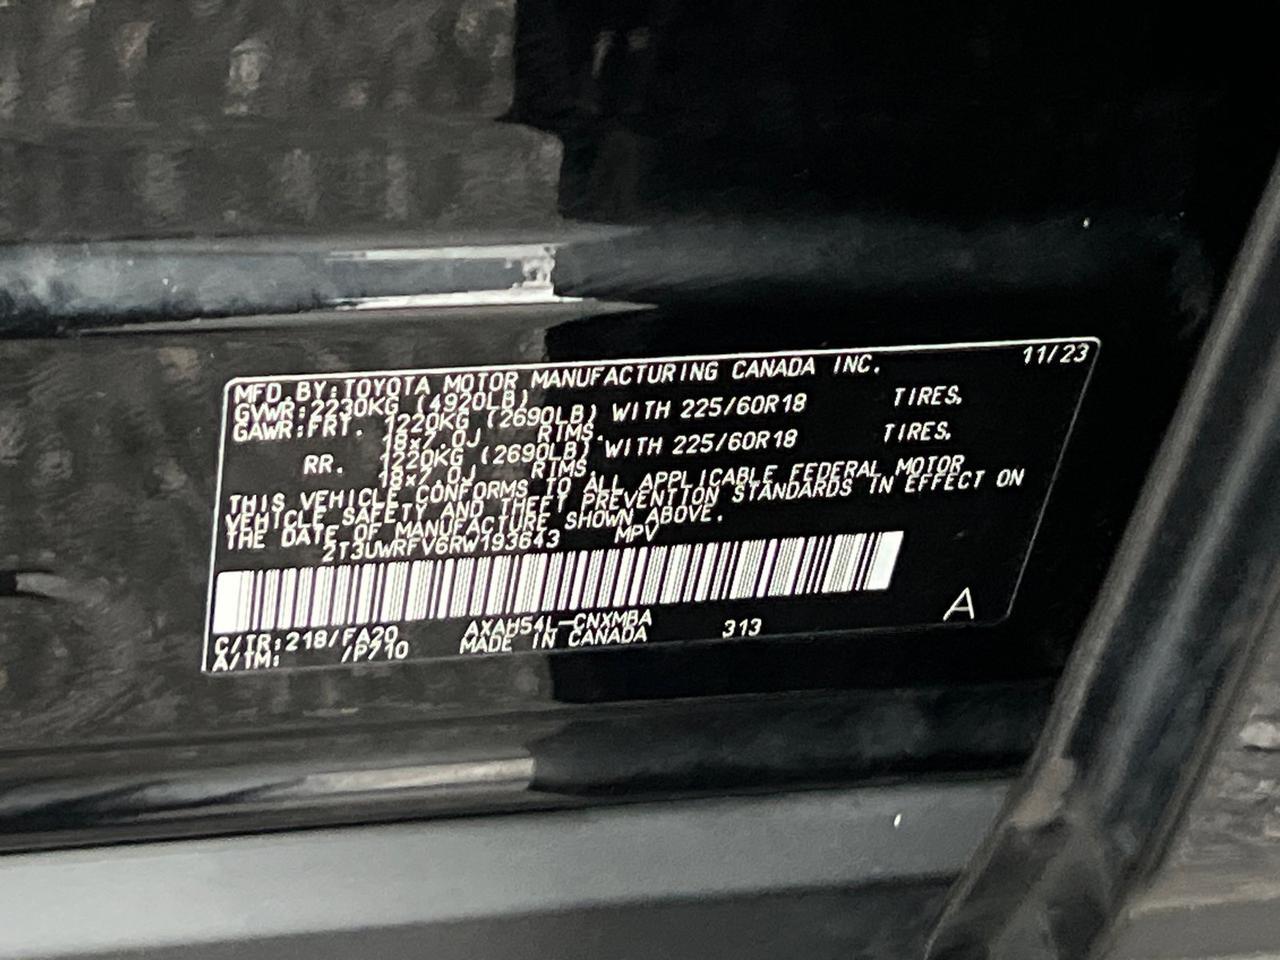 MFD.BY:TOYOTA MOTOR MANUFACTURING CANADA INC. 11/23
GVWR:2230KG (4920LB)
GAWR:FRT. 1220KG (2690LB) WITH 225/60R18 TIRES,
18x7.0J RIMS.
RR. 1220KG (2690LB) WITH 225/60R18 TIRES,
18x7.0J RIMS.
THIS VEHICLE CONFORMS TO ALL APPLICABLE FEDERAL MOTOR
VEHICLE SAFETY AND THEFT PREVENTION STANDARDS IN EFFECT ON
THE DATE OF MANUFACTURE SHOWN ABOVE.
2T3UWRFV6RW193643 MPV
C/TR:218/FA20 AXAH54L-CNXMBA 313 A
A/TM: /P710 MADE IN CANADA